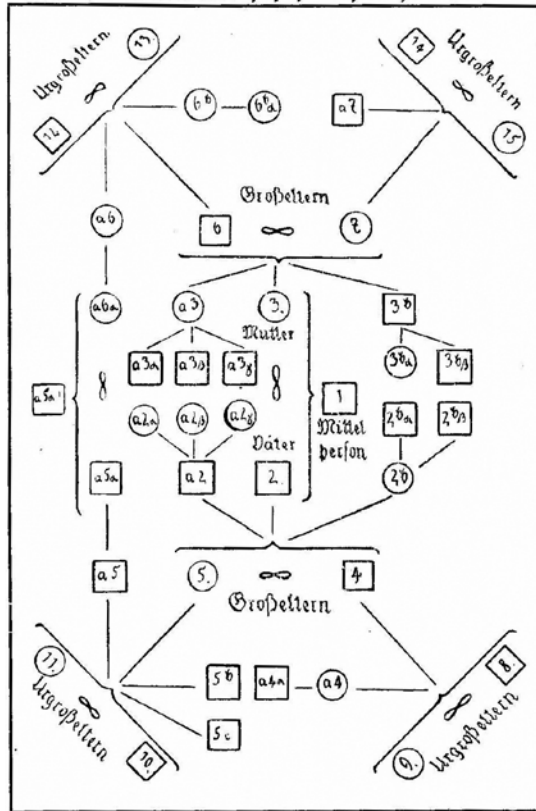 13.
14
Urgroßeltern
Urgroßeltern
12.
6b
6bα
a7
15
a6
Großeltern
6
7
a6α
a3
3.
3b
Mutter
a3α
a3β
a3γ
3bα
3bβ
a5α¹
1
Mittel
person
a2α
a2β
a2γ
2bα
2bβ
Vater
a5α
a2
2.
2b
a5
5.
4
Großeltern
11.
8.
Urgroßeltern
5b
a4α
a4
Urgroßeltern
5c
10.
9.